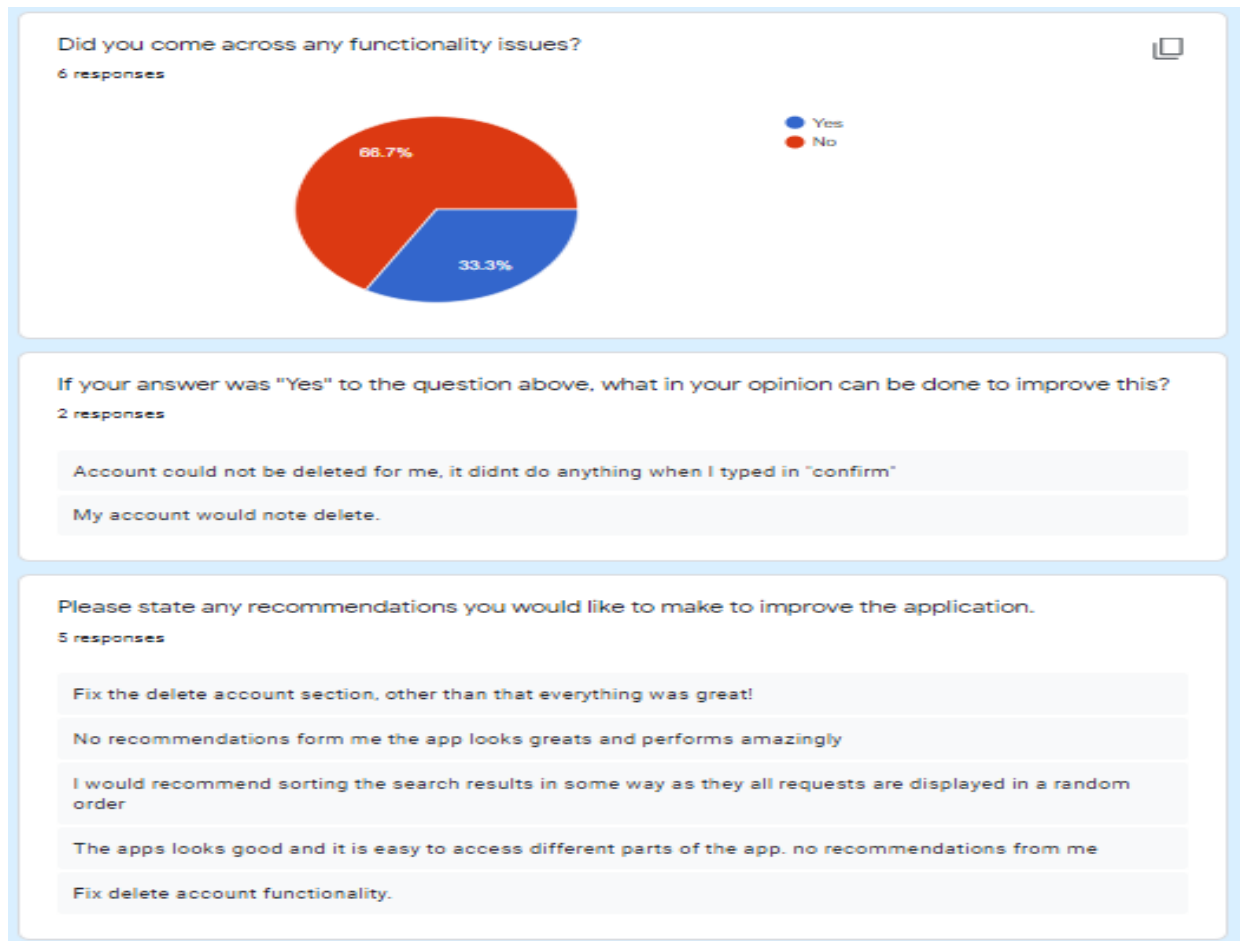 Did you come across any functionality issues?
6 responses
66.7%
33.3%
Yes
No
If your answer was "Yes" to the question above, what in your opinion can be done to improve this?
2 responses
Account could not be deleted for me, it didnt do anything when I typed in "confirm"
My account would note delete.
Please state any recommendations you would like to make to improve the application.
5 responses
Fix the delete account section, other than that everything was great!
No recommendations form me the app looks greats and performs amazingly
I would recommend sorting the search results in some way as they all requests are displayed in a random
order
The apps looks good and it is easy to access different parts of the app. no recommendations from me
Fix delete account functionality.